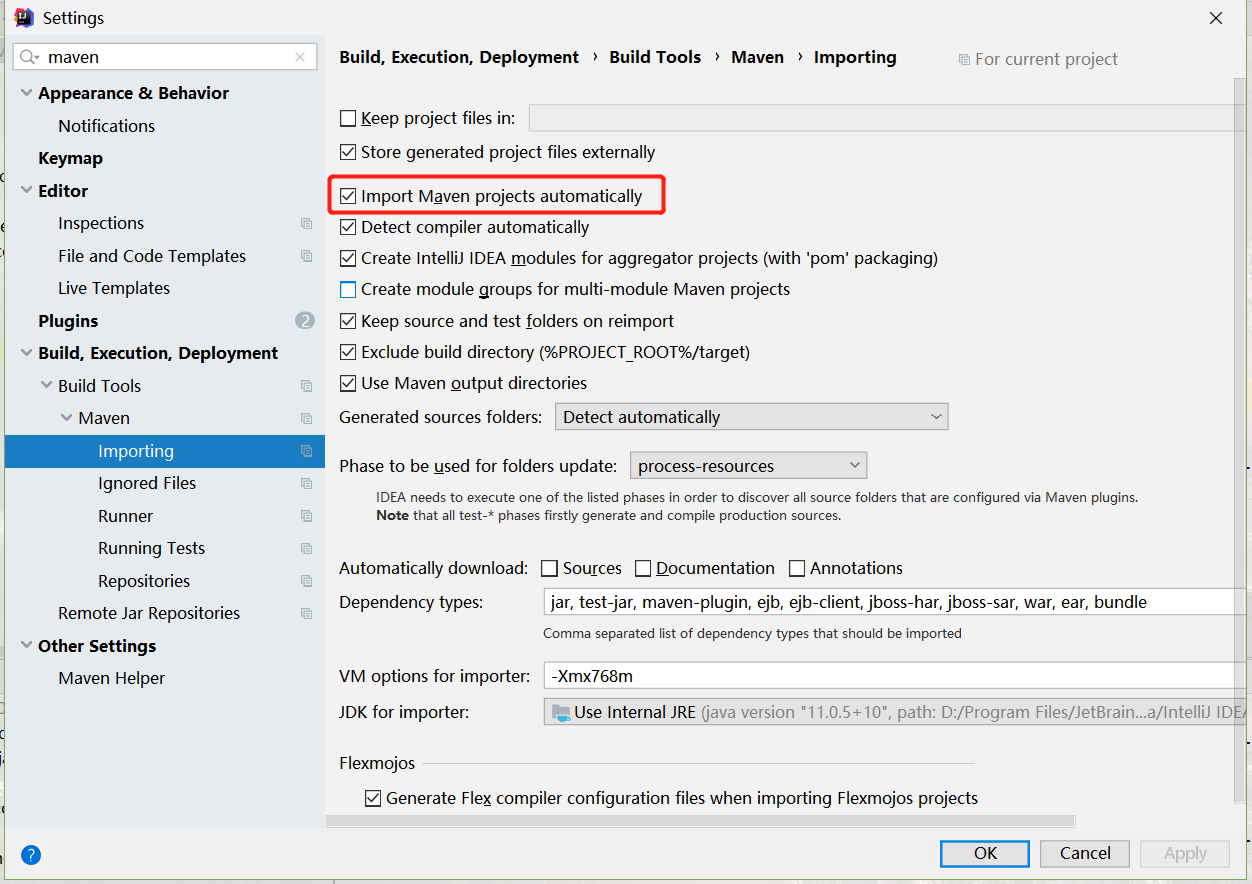 Settings
maven
Appearance & Behavior
Notifications
Keymap
Editor
Inspections
File and Code Templates
Live Templates
Plugins 2
Build, Execution, Deployment
Build Tools
Maven
Importing
Ignored Files
Runner
Running Tests
Repositories
Remote Jar Repositories
Other Settings
Maven Helper
Build, Execution, Deployment › Build Tools › Maven › Importing For current project
Keep project files in:
Store generated project files externally
Import Maven projects automatically
Detect compiler automatically
Create IntelliJ IDEA modules for aggregator projects (with 'pom' packaging)
Create module groups for multi-module Maven projects
Keep source and test folders on reimport
Exclude build directory (%PROJECT_ROOT%/target)
Use Maven output directories
Generated sources folders: Detect automatically
Phase to be used for folders update: process-resources
IDEA needs to execute one of the listed phases in order to discover all source folders that are configured via Maven plugins.
Note that all test-* phases firstly generate and compile production sources.
Automatically download: Sources Documentation Annotations
Dependency types: jar, test-jar, maven-plugin, ejb, ejb-client, jboss-har, jboss-sar, war, ear, bundle
Comma separated list of dependency types that should be imported
VM options for importer: -Xmx768m
JDK for importer: Use Internal JRE (java version "11.0.5+10", path: D:/Program Files/JetBrain...a/IntelliJ IDEA
Flexmojos
Generate Flex compiler configuration files when importing Flexmojos projects
? OK Cancel Apply